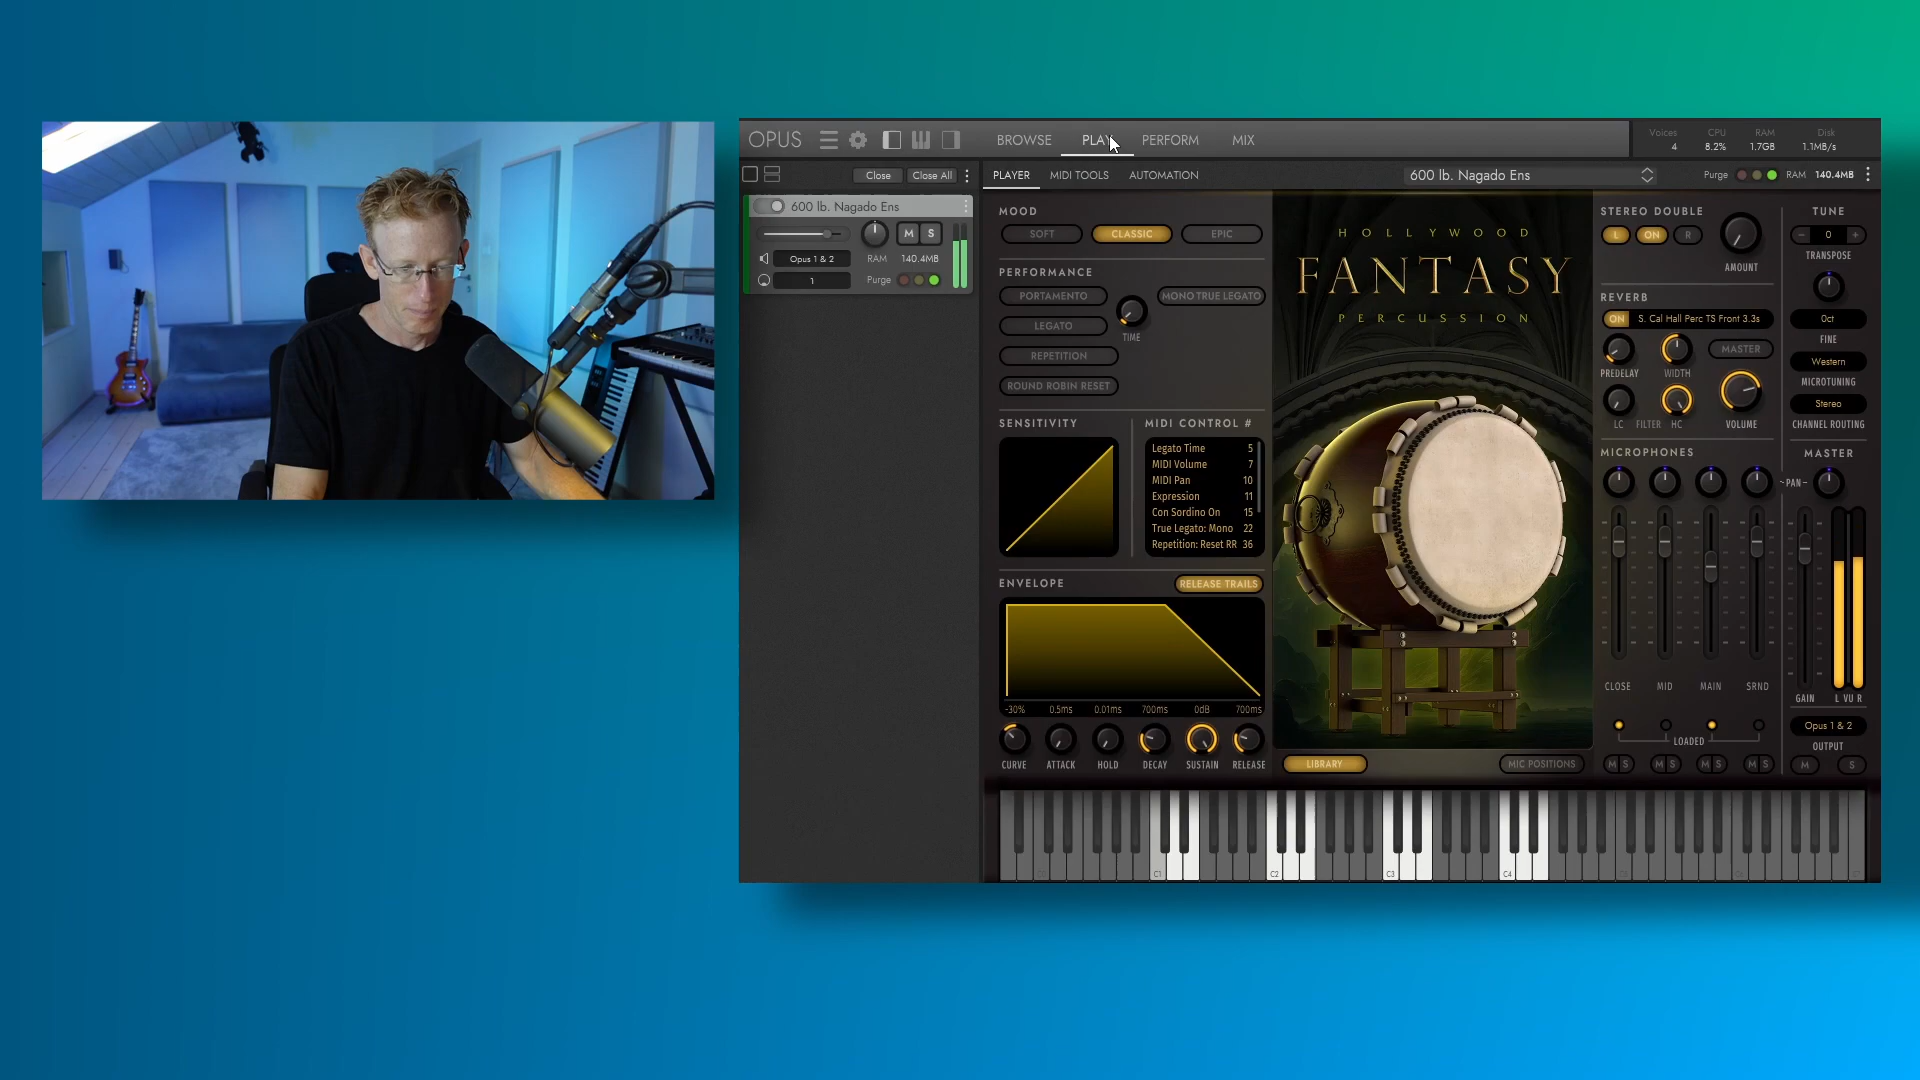 OPUS
BROWSE PLAY PERFORM MIX
Voices CPU RAM Disk
4 8.2% 1.7GB 1.1MB/s
Close Close All
PLAYER MIDI TOOLS AUTOMATION
600 lb. Nagado Ens
Purge RAM 140.4MB
600 lb. Nagado Ens
M S
Opus 1 & 2 RAM 140.4MB
1 Purge
MOOD
SOFT CLASSIC EPIC
PERFORMANCE
PORTAMENTO MONO TRUE LEGATO
LEGATO
TIME
REPETITION
ROUND ROBIN RESET
SENSITIVITY
MIDI CONTROL #
Legato Time 5
MIDI Volume 7
MIDI Pan 10
Expression 11
Con Sordino On 15
True Legato: Mono 22
Repetition: Reset RR 36
ENVELOPE RELEASE TRAILS
-30% 0.5ms 0.01ms 700ms 0dB 700ms
CURVE ATTACK HOLD DECAY SUSTAIN RELEASE
HOLLYWOOD
FANTASY
PERCUSSION
LIBRARY MIC POSITIONS
STEREO DOUBLE
L ON R
AMOUNT
REVERB
ON S. Cal Hall Perc TS Front 3.3s
MASTER
PREDELAY WIDTH
LC FILTER HC VOLUME
MICROPHONES
CLOSE MID MAIN SRND
LOADED
M S M S M S M S
TUNE
- 0 +
TRANSPOSE
0ct
FINE
Western
MICROTUNING
Stereo
CHANNEL ROUTING
MASTER
~PAN~
GAIN L VU R
Opus 1 & 2
OUTPUT
M S
C1 C2 C3 C4